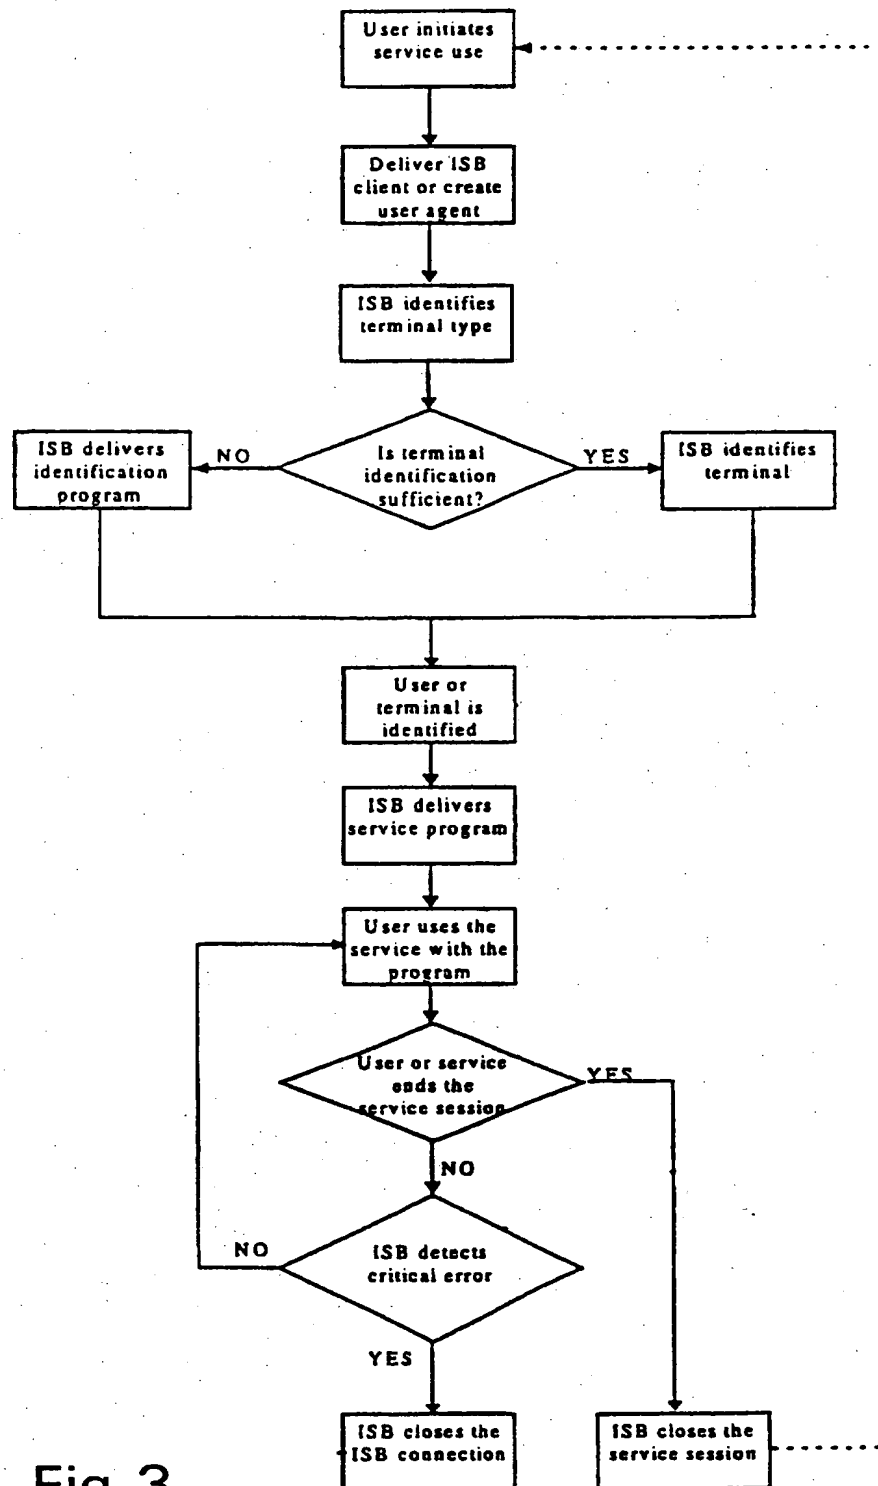 User initiates
service use
Deliver ISB
client or create
user agent
ISB identifies
terminal type
Is terminal
identification
sufficient?
NO
YES
ISB delivers
identification
program
ISB identifies
terminal
User or
terminal is
identified
ISB delivers
service program
User uses the
service with the
program
User or service
ends the
service session
YES
NO
ISB detects
critical error
NO
YES
ISB closes the
ISB connection
ISB closes the
service session
Fig. 3